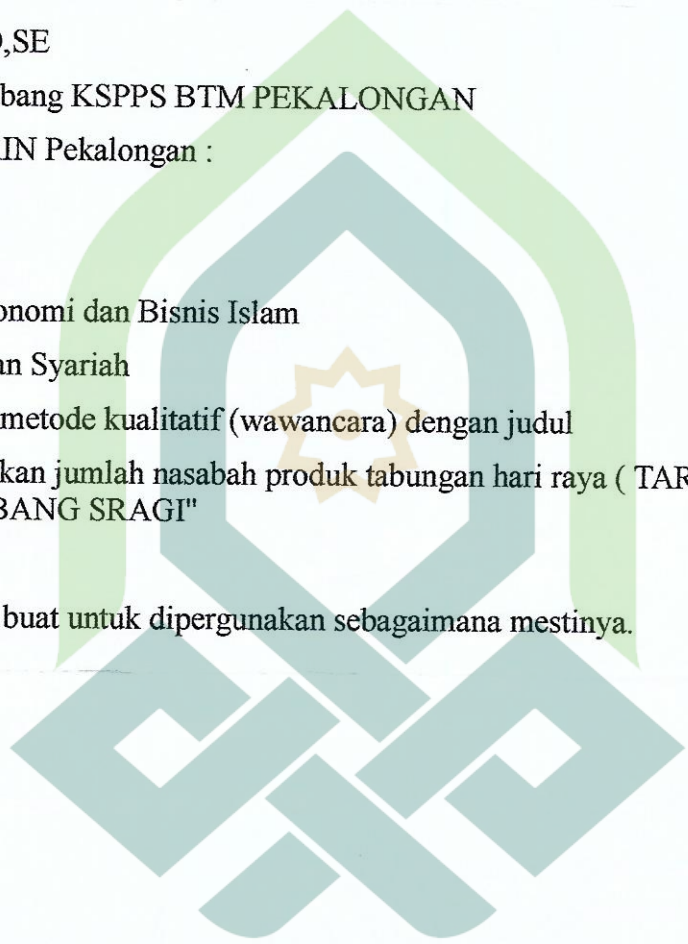 ,SE
bang KSPPS BTM PEKALONGAN
IN Pekalongan :
onomi dan Bisnis Islam
an Syariah
metode kualitatif (wawancara) dengan judul
kan jumlah nasabah produk tabungan hari raya ( TAR
BANG SRAGI"
buat untuk dipergunakan sebagaimana mestinya.